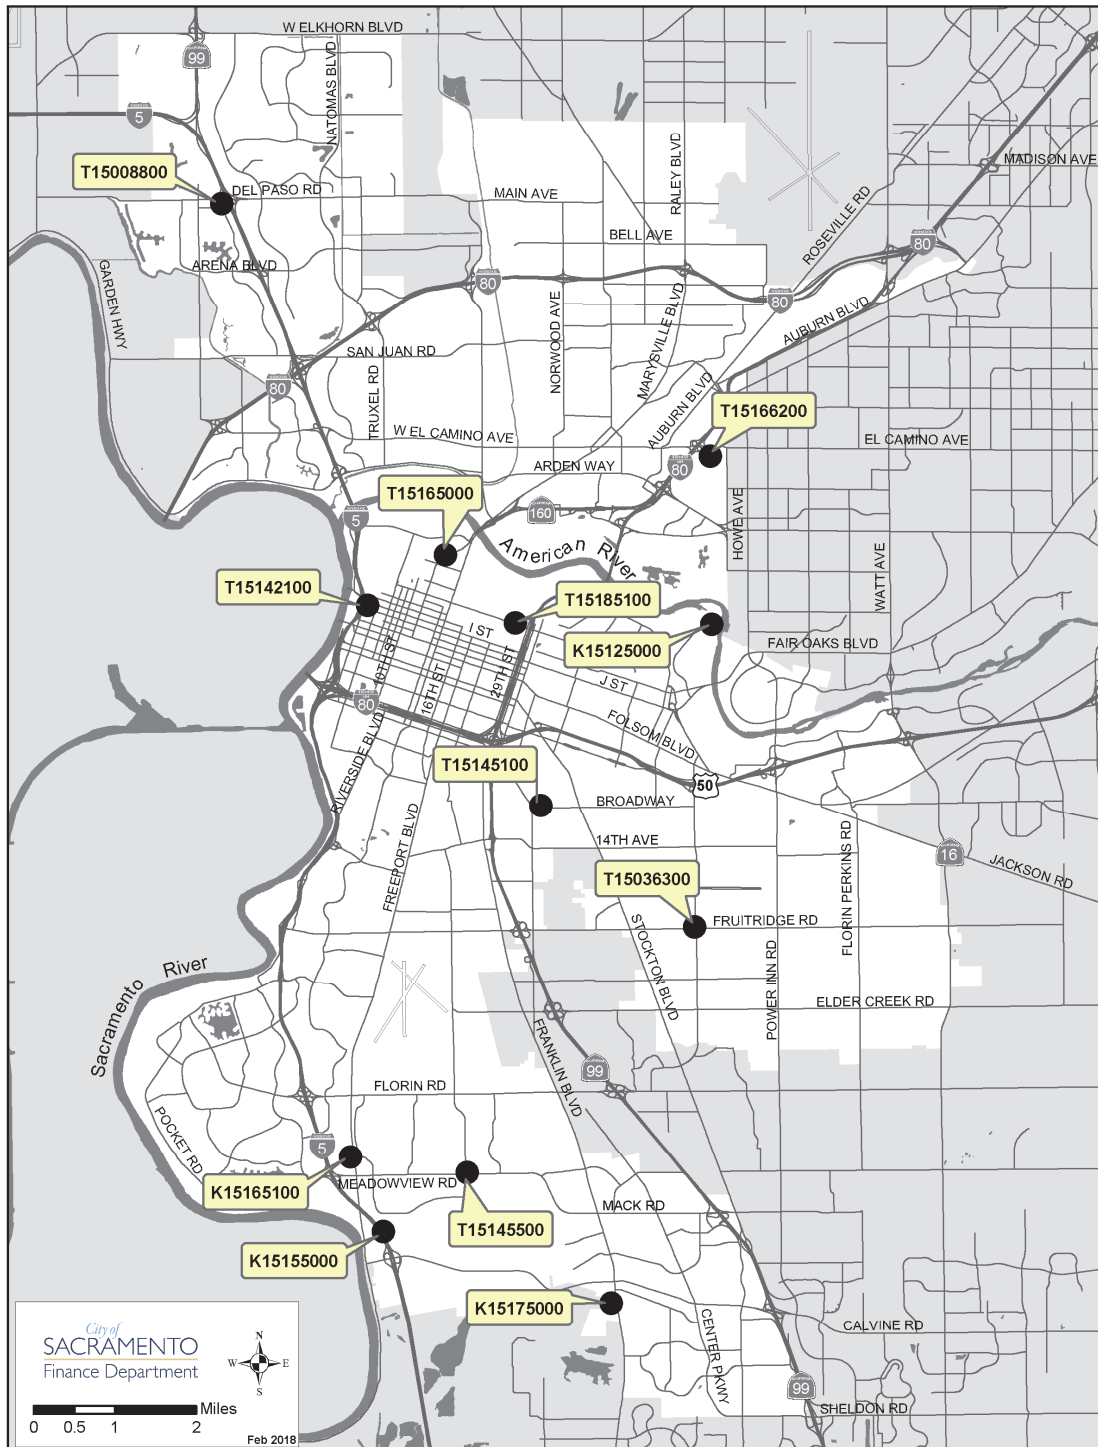 W ELKHORN BLVD
99
NATOMAS BLVD
5
RALEY BLVD
MADISON AVE
T15008800
DEL PASO RD
MAIN AVE
ROSEVILLE RD
BELL AVE
80
ARENA BLVD
GARDEN HWY
80
80
NORWOOD AVE
MARYSVILLE BLVD
AUBURN BLVD
SAN JUAN RD
80
TRUXEL RD
AUBURN BLVD
T15166200
W EL CAMINO AVE
EL CAMINO AVE
ARDEN WAY
80
T15165000
HOWE AVE
160
5
American River
WATT AVE
T15142100
T15185100
I ST
K15125000
FAIR OAKS BLVD
10TH ST
16TH ST
29TH ST
J ST
80
FOLSOM BLVD
RIVERSIDE BLVD
T15145100
50
BROADWAY
FREEPORT BLVD
14TH AVE
FLORIN PERKINS RD
16
JACKSON RD
T15036300
STOCKTON BLVD
FRUITRIDGE RD
POWER INN RD
Sacramento River
ELDER CREEK RD
FRANKLIN BLVD
99
FLORIN RD
POCKET RD
5
K15165100
MEADOWVIEW RD
MACK RD
T15145500
K15155000
K15175000
CENTER PKWY
CALVINE RD
99
SHELDON RD
City of
SACRAMENTO
Finance Department
N
W E
S
Miles
0 0.5 1 2
Feb 2018